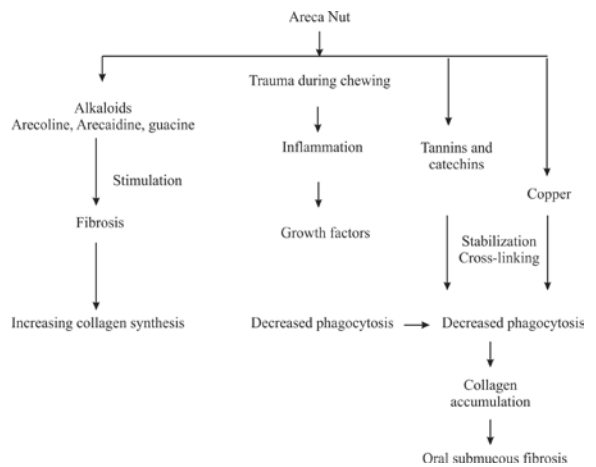 Areca Nut
Trauma during chewing
Alkaloids
Arecoline, Arecaidine, guacine
Inflammation
Tannins and
catechins
Stimulation
Copper
Fibrosis
Growth factors
Stabilization
Cross-linking
Increasing collagen synthesis
Decreased phagocytosis
Decreased phagocytosis
Collagen
accumulation
Oral submucous fibrosis